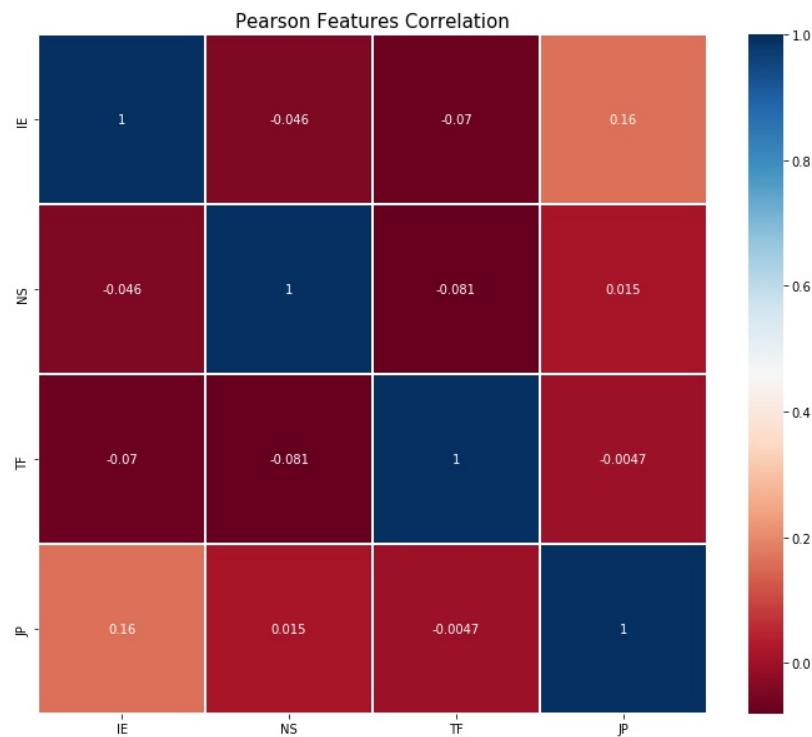 Pearson Features Correlation
IE 1 -0.046 -0.07 0.16
NS -0.046 1 -0.081 0.015
TF -0.07 -0.081 1 -0.0047
JP 0.16 0.015 -0.0047 1
IE NS TF JP
1.0
0.8
0.6
0.4
0.2
0.0